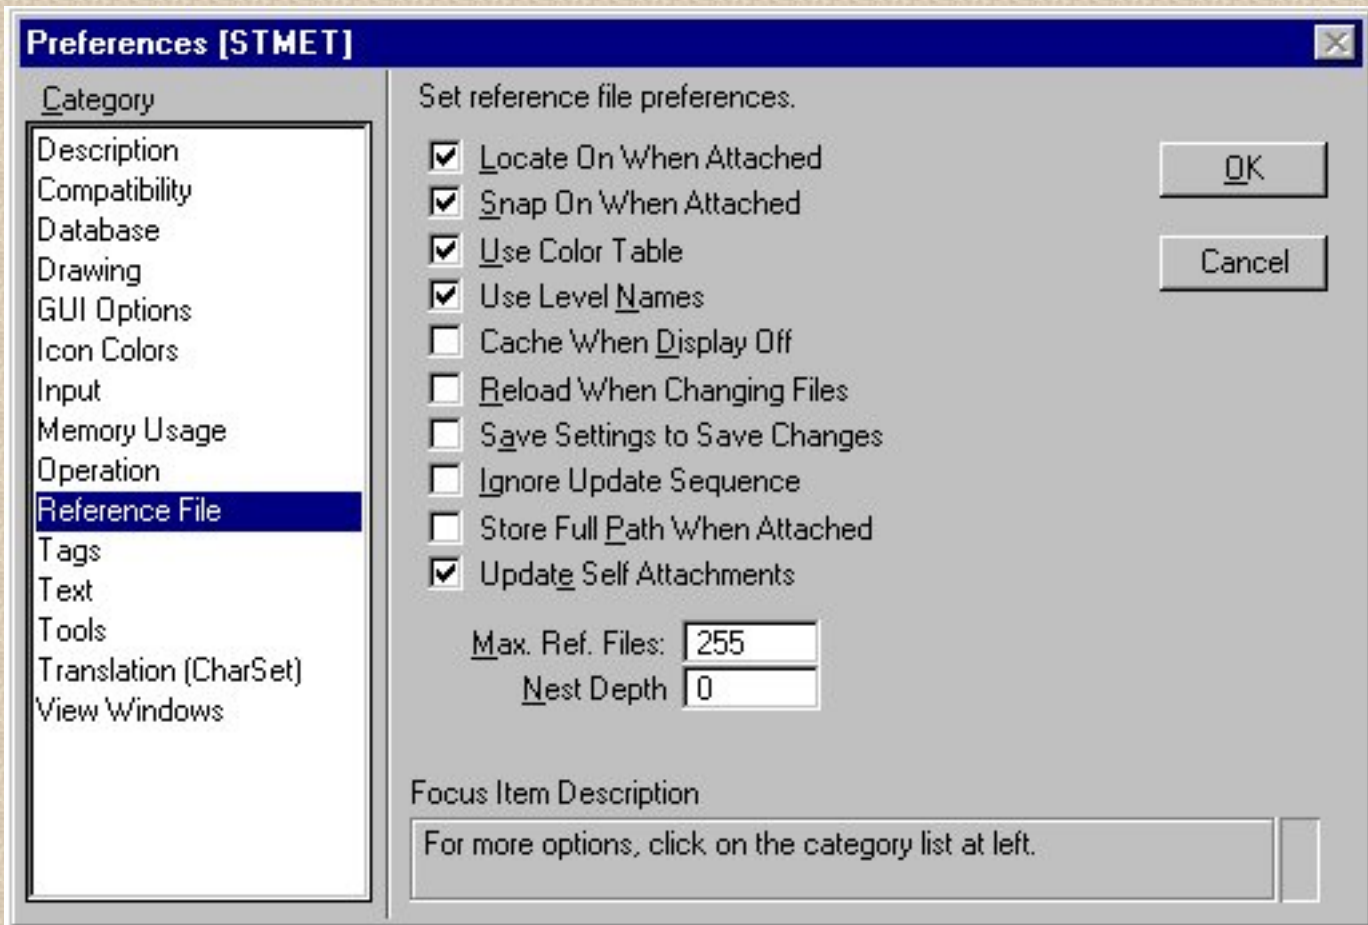 Preferences [STMET]
Category
Description
Compatibility
Database
Drawing
GUI Options
Icon Colors
Input
Memory Usage
Operation
Reference File
Tags
Text
Tools
Translation (CharSet)
View Windows
Set reference file preferences.
Locate On When Attached
Snap On When Attached
Use Color Table
Use Level Names
Cache When Display Off
Reload When Changing Files
Save Settings to Save Changes
Ignore Update Sequence
Store Full Path When Attached
Update Self Attachments
Max. Ref. Files: 255
Nest Depth 0
OK
Cancel
Focus Item Description
For more options, click on the category list at left.